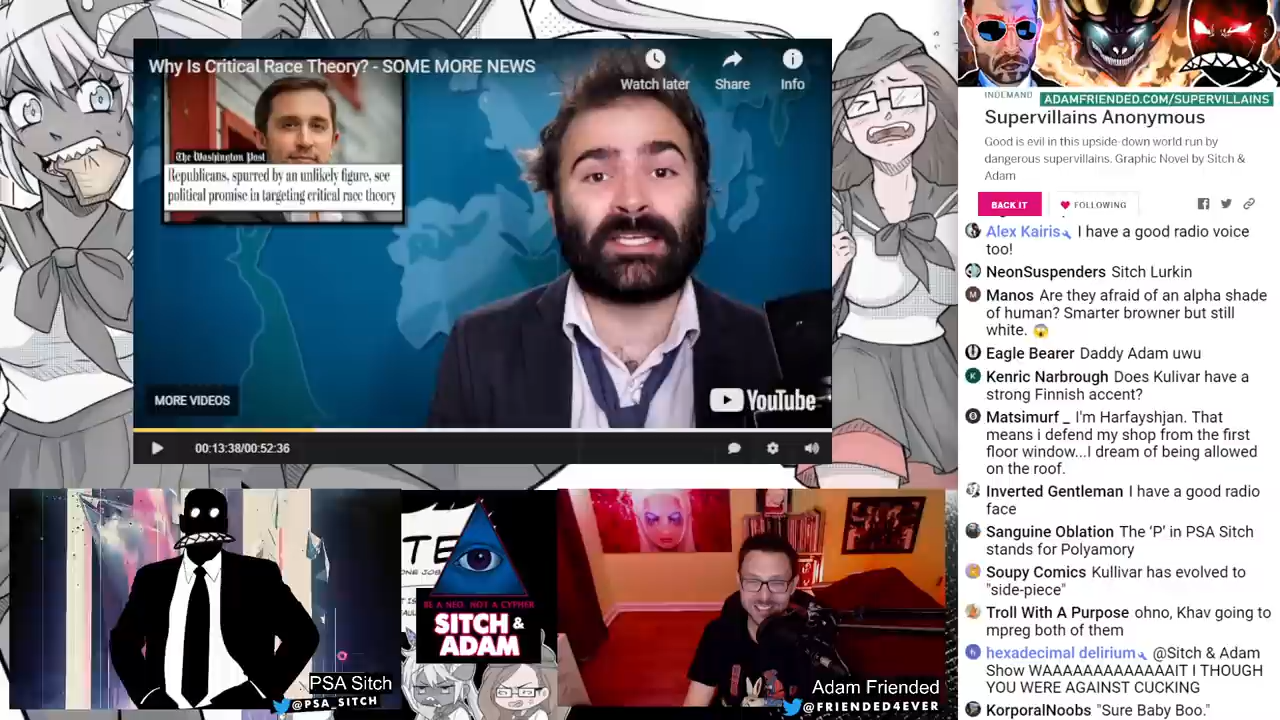 Why Is Critical Race Theory? - SOME MORE NEWS
Watch later
Share
Info
The Washington Post
Republicans, spurred by an unlikely figure, see
political promise in targeting critical race theory
MORE VIDEOS
YouTube
00:13:38/00:52:36
BE A NEO, NOT A CYPHER
SITCH &
ADAM
PSA Sitch
@PSA_SITCH
Adam Friended
@FRIENDED4EVER
INDEMAND
ADAMFRIENDED.COM/SUPERVILLAINS
Supervillains Anonymous
Good is evil in this upside-down world run by
dangerous supervillains. Graphic Novel by Sitch &
Adam
BACK IT
FOLLOWING
Alex Kairis I have a good radio voice
too!
NeonSuspenders Sitch Lurkin
Manos Are they afraid of an alpha shade
of human? Smarter browner but still
white. 😱
Eagle Bearer Daddy Adam uwu
Kenric Narbrough Does Kulivar have a
strong Finnish accent?
Matsimurf _ I'm Harfayshjan. That
means i defend my shop from the first
floor window...I dream of being allowed
on the roof.
Inverted Gentleman I have a good radio
face
Sanguine Oblation The ‘P’ in PSA Sitch
stands for Polyamory
Soupy Comics Kullivar has evolved to
"side-piece"
Troll With A Purpose ohno, Khav going to
mpreg both of them
hexadecimal delirium @Sitch & Adam
Show WAAAAAAAAAAAAAIT I THOUGH
YOU WERE AGAINST CUCKING
KorporalNoobs "Sure Baby Boo."